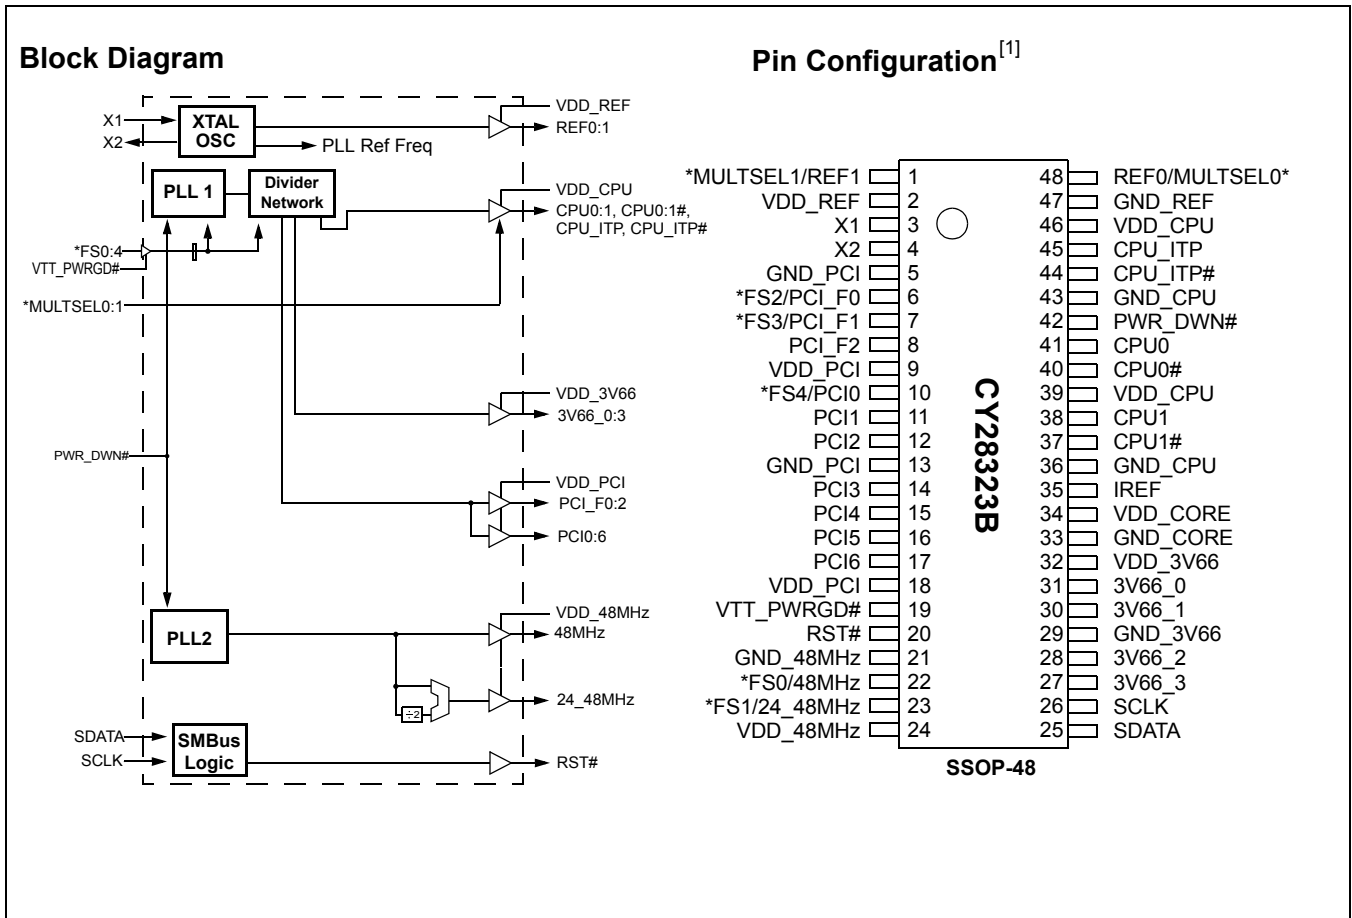 Block Diagram
VDD_REF
X1
XTAL
OSC
REF0:1
X2
PLL Ref Freq
PLL 1
Divider
Network
VDD_CPU
CPU0:1, CPU0:1#,
CPU_ITP, CPU_ITP#
*FS0:4
VTT_PWRGD#
*MULTSEL0:1
VDD_3V66
3V66_0:3
PWR_DWN#
VDD_PCI
PCI_F0:2
PCI0:6
VDD_48MHz
PLL2
48MHz
÷2
24_48MHz
SDATA
SCLK
SMBus
Logic
RST#
Pin Configuration[1]
*MULTSEL1/REF1 1 48 REF0/MULTSEL0*
VDD_REF 2 47 GND_REF
X1 3 46 VDD_CPU
X2 4 45 CPU_ITP
GND_PCI 5 44 CPU_ITP#
*FS2/PCI_F0 6 43 GND_CPU
*FS3/PCI_F1 7 42 PWR_DWN#
PCI_F2 8 41 CPU0
VDD_PCI 9 40 CPU0#
*FS4/PCI0 10 39 VDD_CPU
PCI1 11 38 CPU1
PCI2 12 37 CPU1#
GND_PCI 13 36 GND_CPU
PCI3 14 35 IREF
PCI4 15 34 VDD_CORE
PCI5 16 33 GND_CORE
PCI6 17 32 VDD_3V66
VDD_PCI 18 31 3V66_0
VTT_PWRGD# 19 30 3V66_1
RST# 20 29 GND_3V66
GND_48MHz 21 28 3V66_2
*FS0/48MHz 22 27 3V66_3
*FS1/24_48MHz 23 26 SCLK
VDD_48MHz 24 25 SDATA
CY28323B
SSOP-48